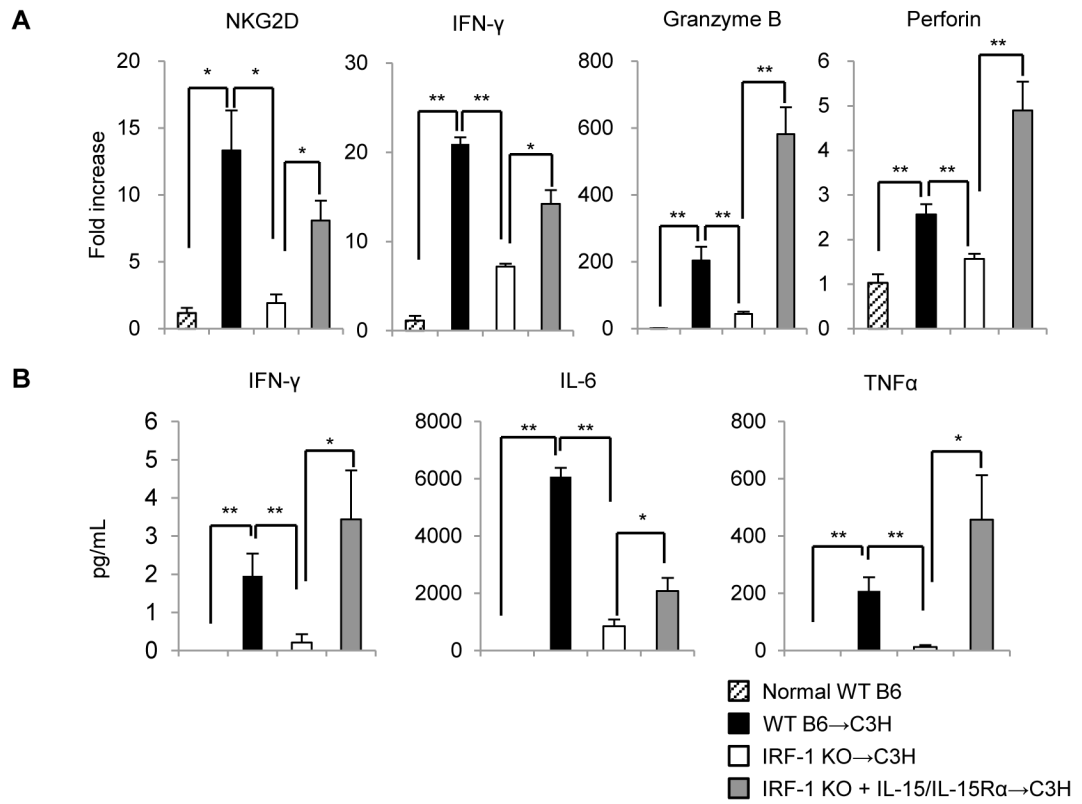 A
NKG2D
IFN-γ
Granzyme B
Perforin
Fold increase
20
15
10
5
0
* * *
30
20
10
0
** ** *
800
600
400
200
0
** ** **
6
5
4
3
2
1
0
** ** **
B
IFN-γ
IL-6
TNFα
pg/mL
6
5
4
3
2
1
0
** ** *
8000
6000
4000
2000
0
** ** *
800
600
400
200
0
** ** *
Normal WT B6
WT B6→C3H
IRF-1 KO→C3H
IRF-1 KO + IL-15/IL-15Rα→C3H